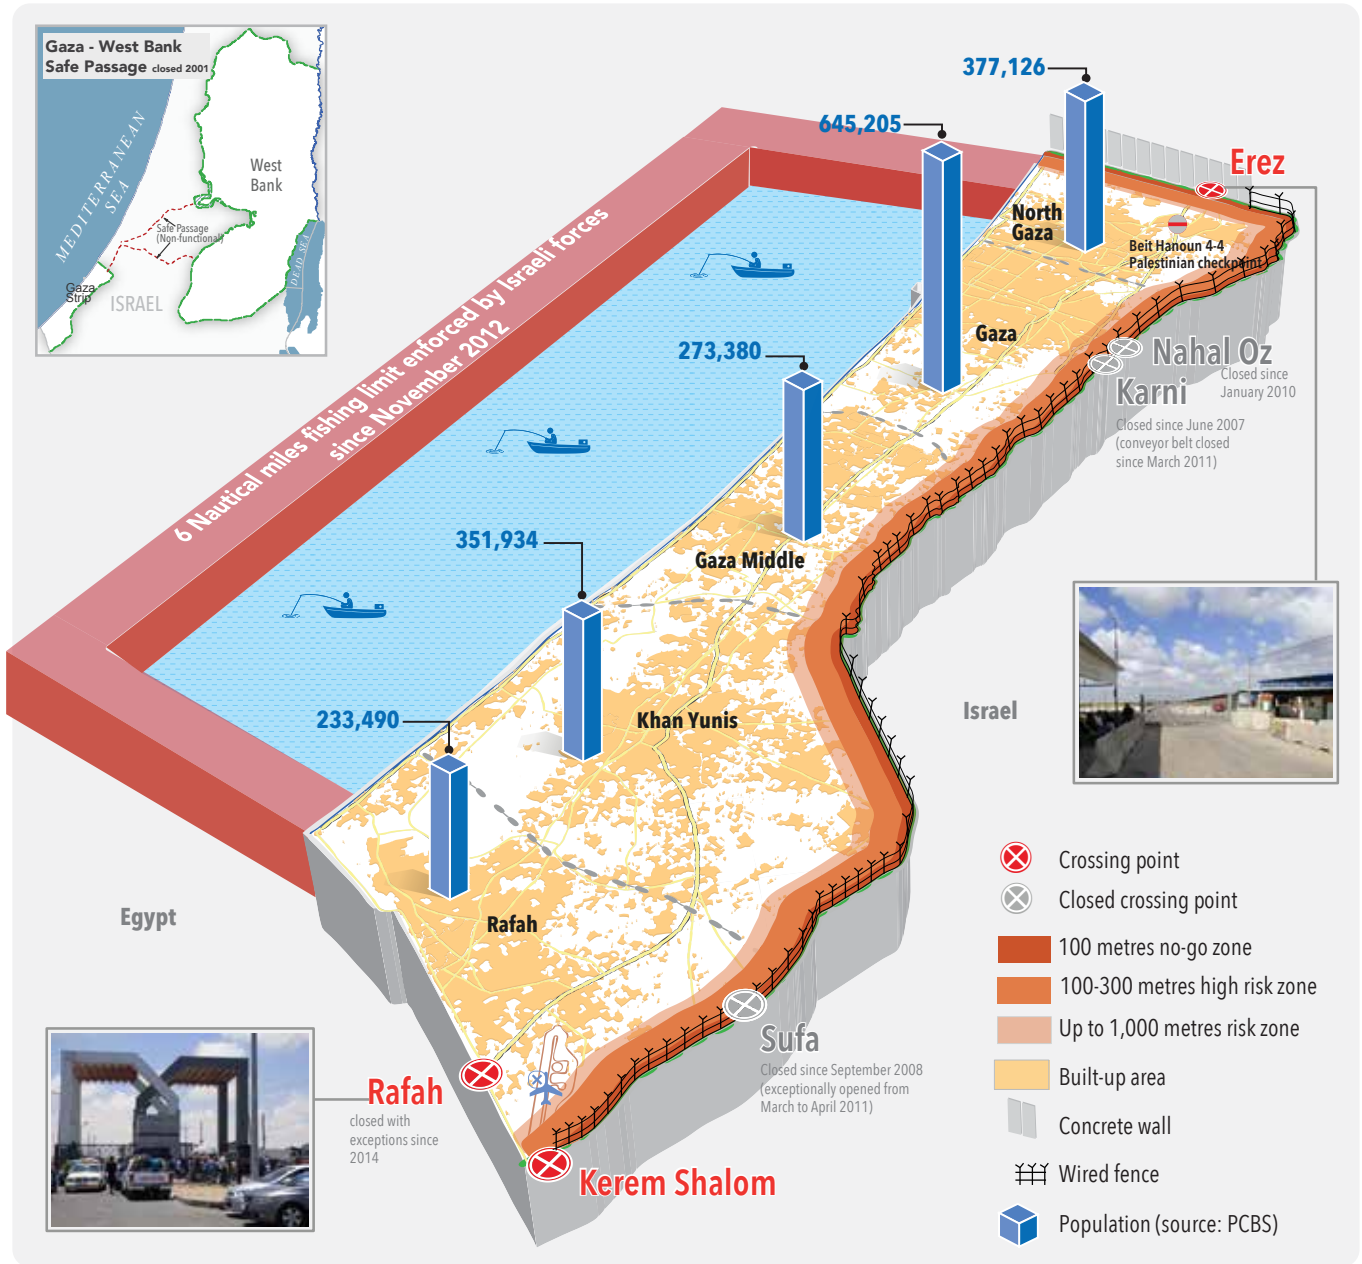 Gaza - West Bank
Safe Passage closed 2001
MEDITERRANEAN
SEA
West
Bank
Safe Passage
(Non-functional)
DEAD SEA
Gaza
Strip
ISRAEL
377,126
645,205
Erez
North
Gaza
Beit Hanoun 4-4
Palestinian checkpoint
6 Nautical miles fishing limit enforced by Israeli forces
since November 2012
Gaza
273,380
Nahal Oz
Closed since
January 2010
Karni
Closed since June 2007
(conveyor belt closed
since March 2011)
351,934
Gaza Middle
Israel
233,490
Khan Yunis
Egypt
Rafah
Sufa
Closed since September 2008
(exceptionally opened from
March to April 2011)
Rafah
closed with
exceptions since
2014
Kerem Shalom
Crossing point
Closed crossing point
100 metres no-go zone
100-300 metres high risk zone
Up to 1,000 metres risk zone
Built-up area
Concrete wall
Wired fence
Population (source: PCBS)